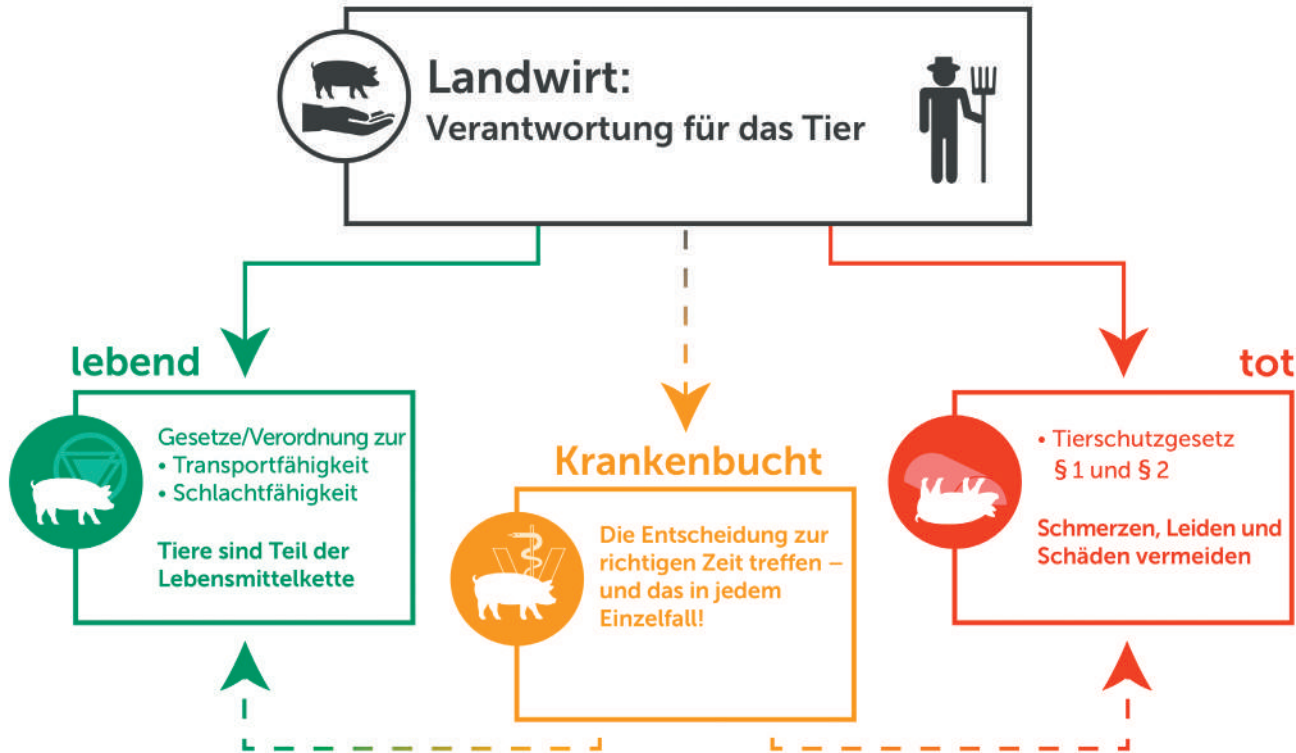 Landwirt:
Verantwortung für das Tier
lebend
Gesetze/Verordnung zur
• Transportfähigkeit
• Schlachtfähigkeit
Tiere sind Teil der
Lebensmittelkette
Krankenbucht
Die Entscheidung zur
richtigen Zeit treffen –
und das in jedem
Einzelfall!
tot
• Tierschutzgesetz
§ 1 und § 2
Schmerzen, Leiden und
Schäden vermeiden